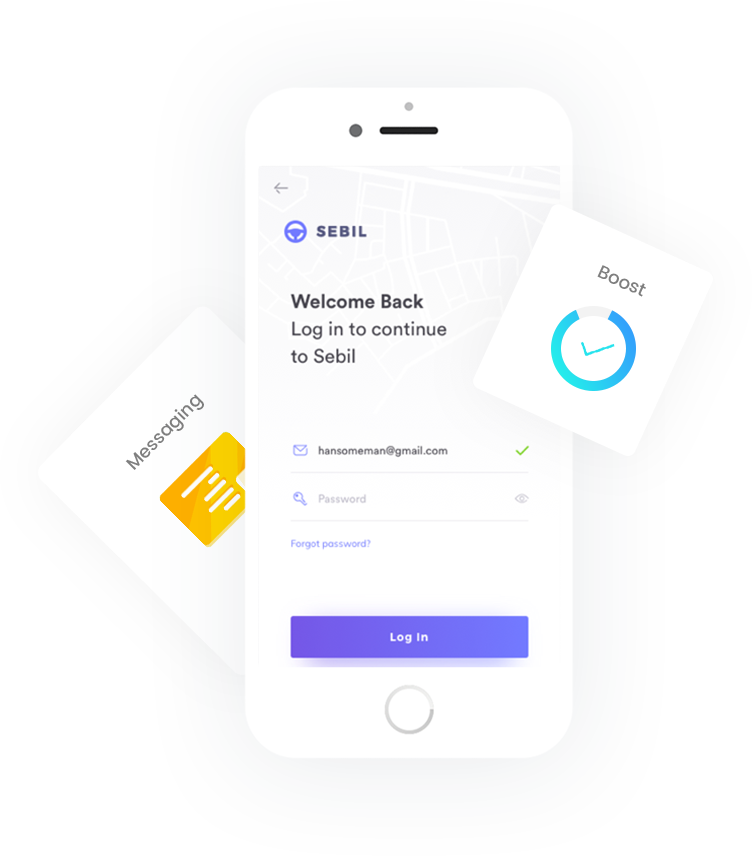 SEBIL
Welcome Back
Log in to continue
to Sebil
hansomeman@gmail.com
Password
Forgot password?
Log In
Boost
Messaging